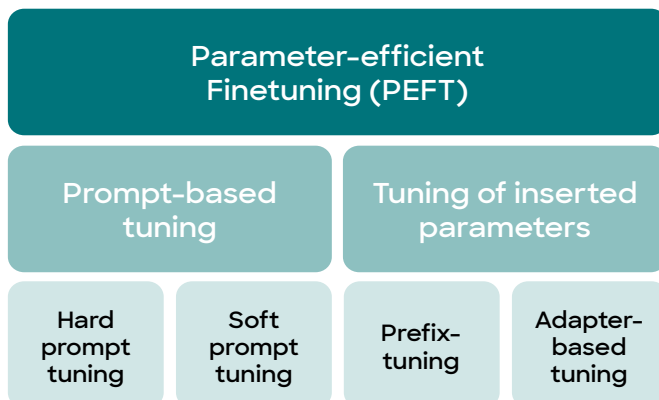 Parameter-efficient
Finetuning (PEFT)
Prompt-based
tuning
Tuning of inserted
parameters
Hard
prompt
tuning
Soft
prompt
tuning
Prefix-
tuning
Adapter-
based
tuning